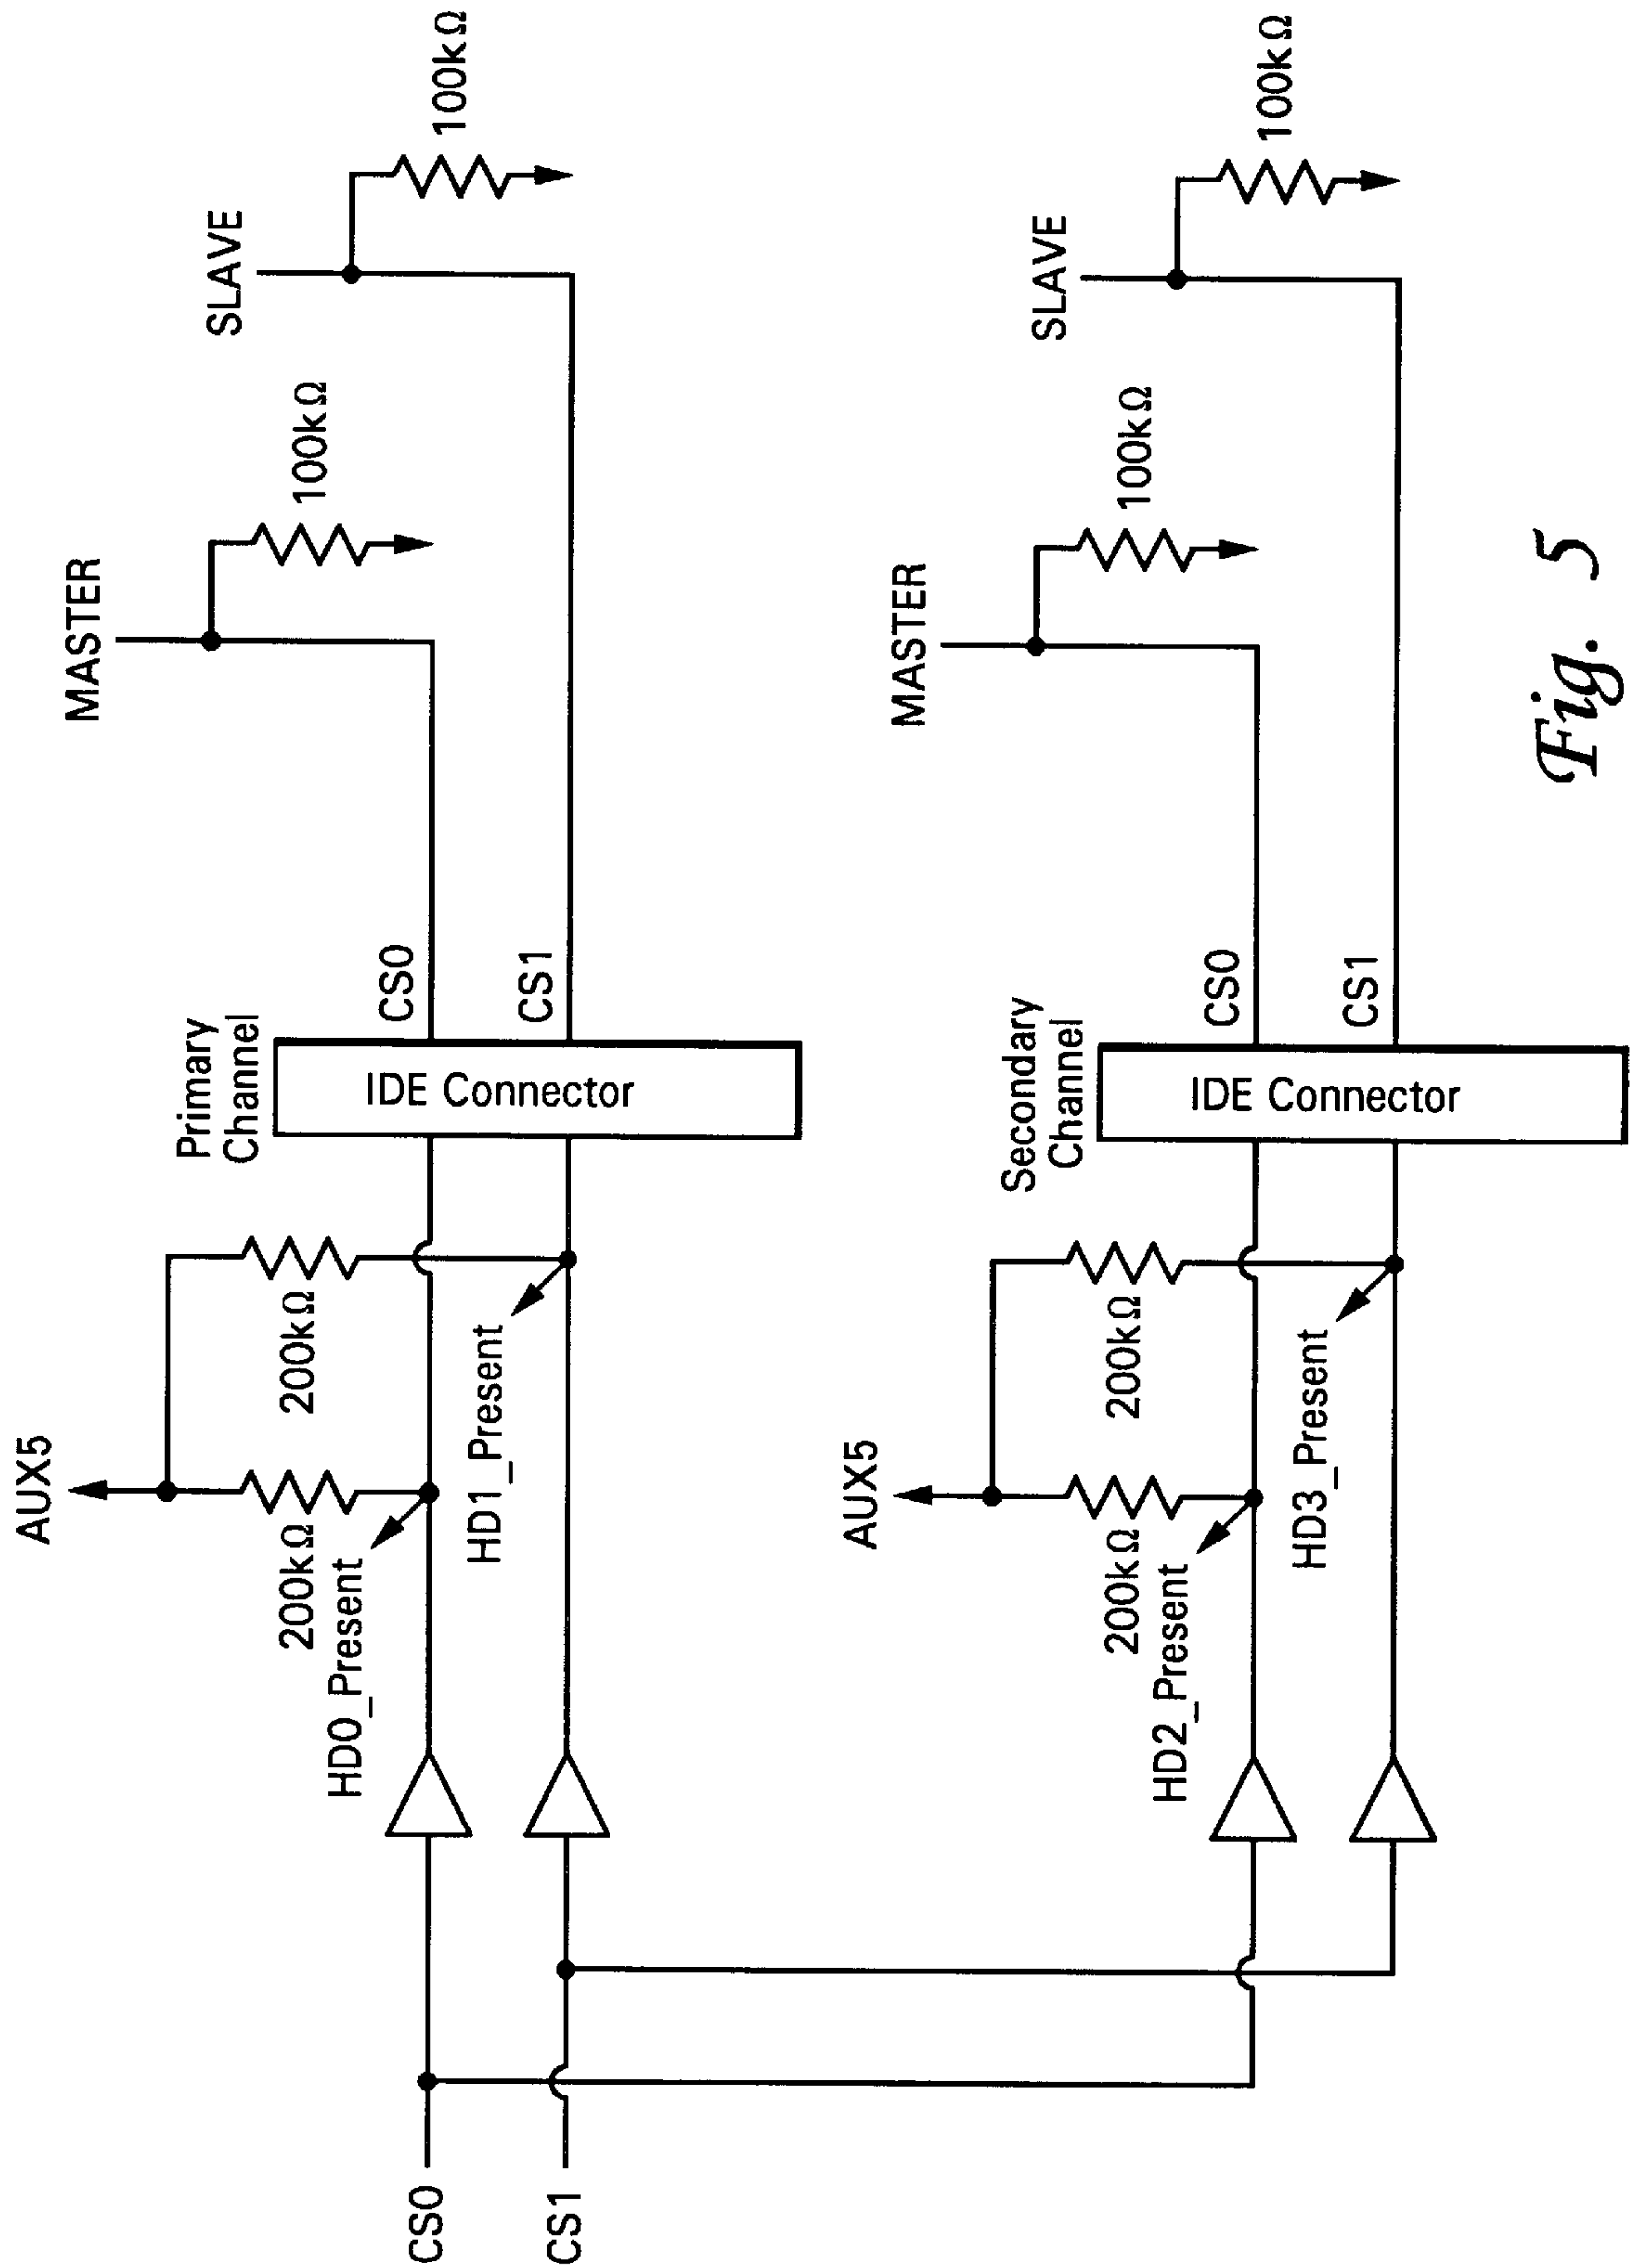 AUX5
200kΩ
200kΩ
HD0_Present
HD1_Present
Primary
Channel
IDE Connector
CS0
CS1
MASTER
100kΩ
SLAVE
100kΩ
CS0
CS1
AUX5
200kΩ
200kΩ
HD2_Present
HD3_Present
Secondary
Channel
IDE Connector
CS0
CS1
MASTER
100kΩ
SLAVE
100kΩ
Fig. 5